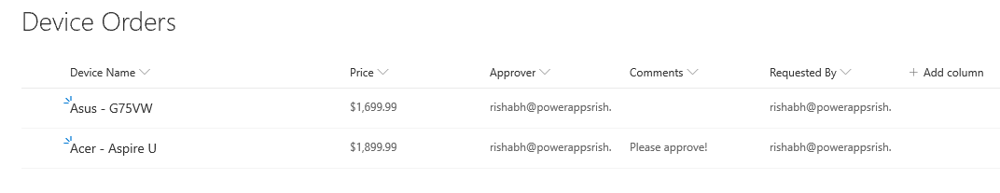 Device Orders
Device Name Price Approver Comments Requested By + Add column
Asus - G75VW $1,699.99 rishabh@powerappsrish. rishabh@powerappsrish.
Acer - Aspire U $1,899.99 rishabh@powerappsrish. Please approve! rishabh@powerappsrish.